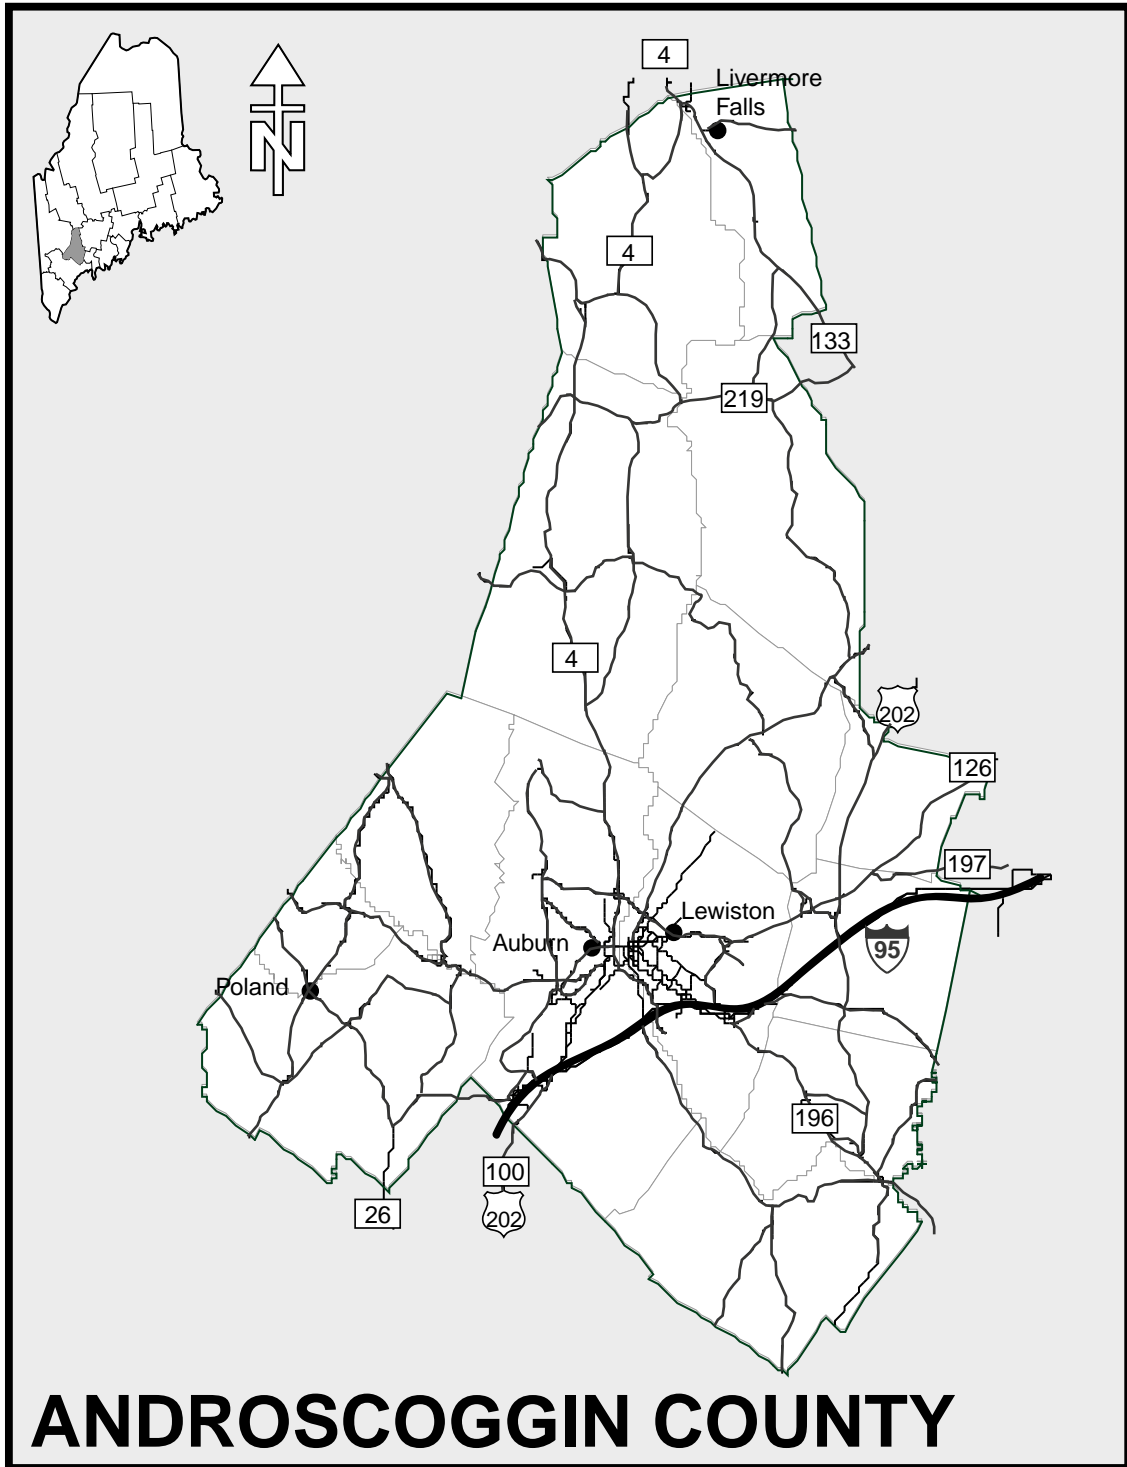 4
Livermore
Falls
N
4
133
219
4
202
126
197
Lewiston
Auburn
95
Poland
196
100
26
202
ANDROSCOGGIN COUNTY